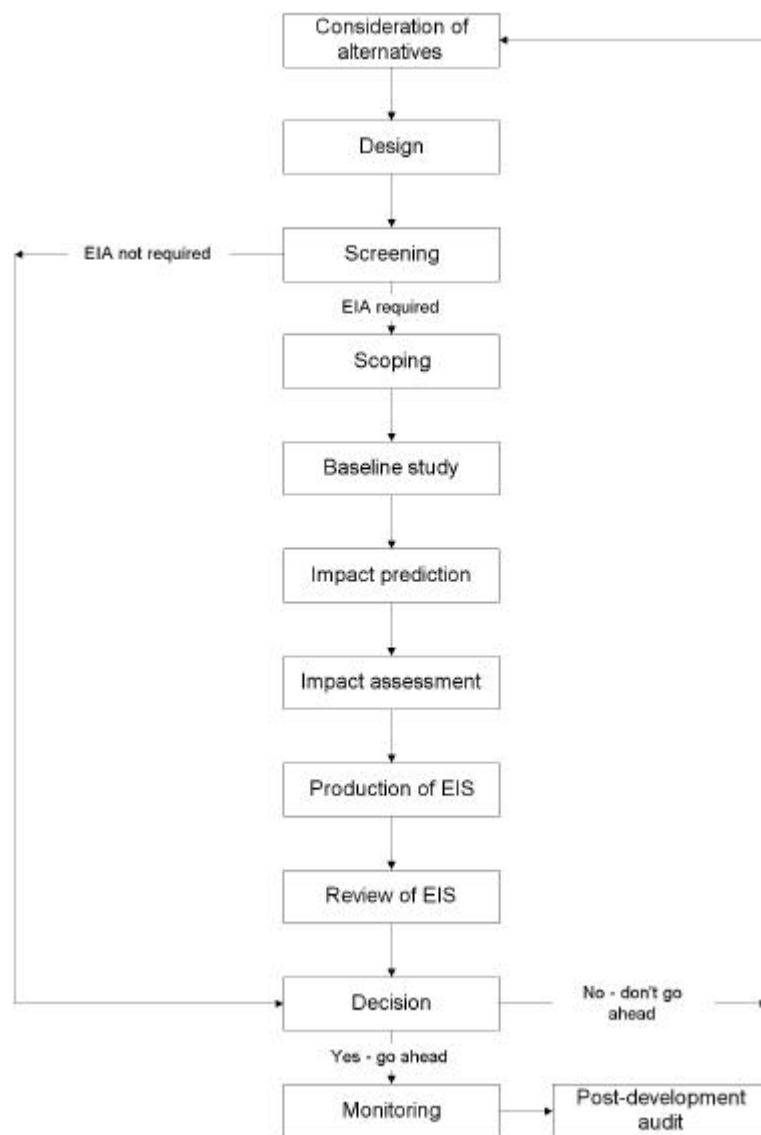 Consideration of
alternatives
Design
EIA not required
Screening
EIA required
Scoping
Baseline study
Impact prediction
Impact assessment
Production of EIS
Review of EIS
Decision
No - don't go
ahead
Yes - go ahead
Monitoring
Post-development
audit